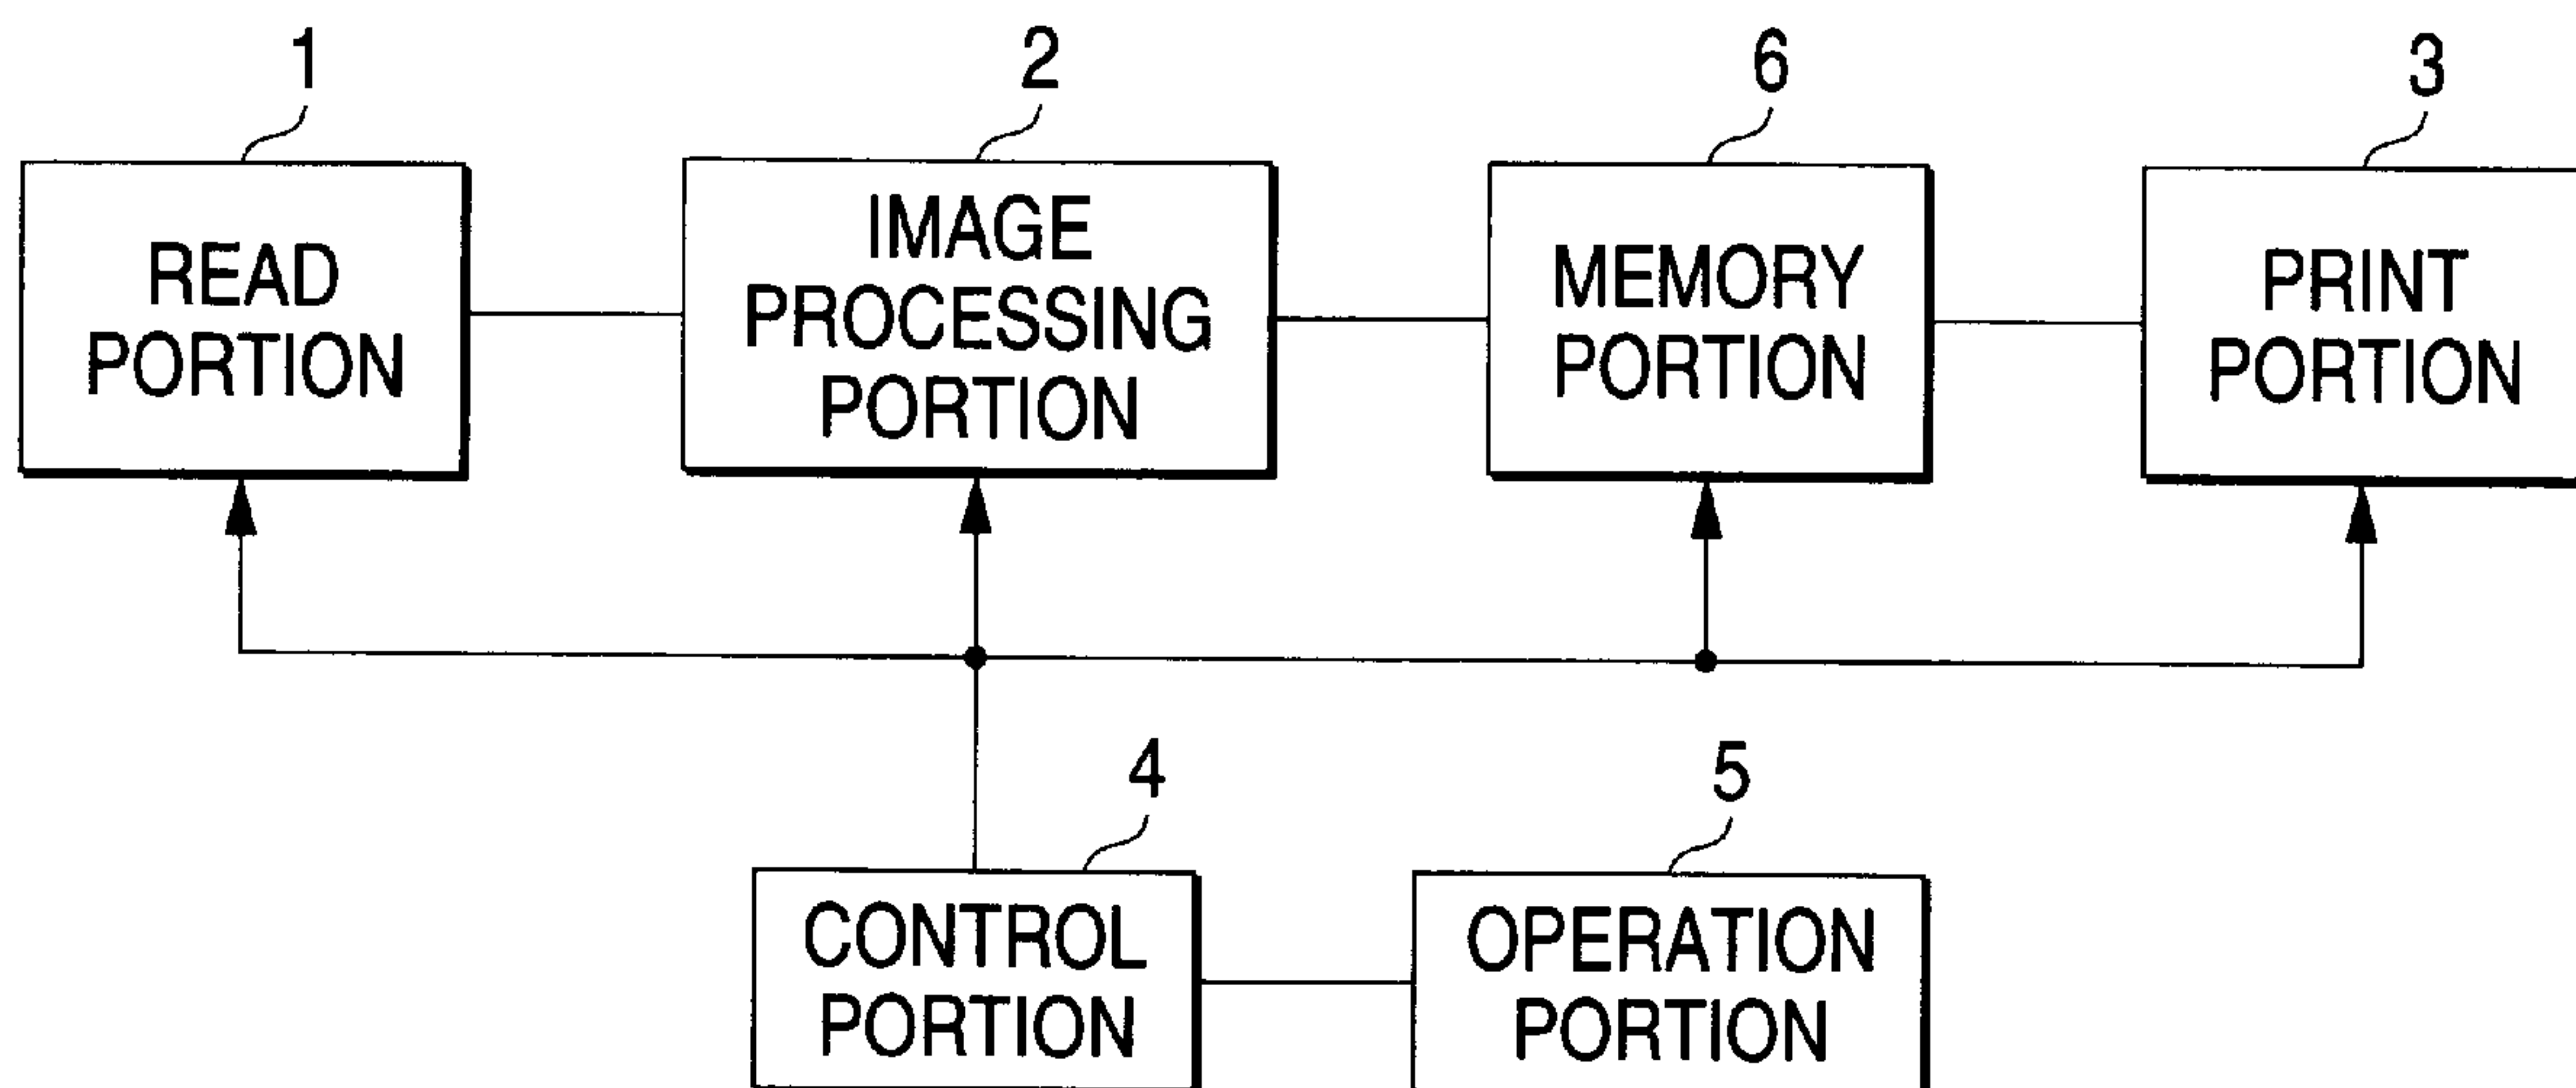 1
2
6
3
READ
PORTION
IMAGE
PROCESSING
PORTION
MEMORY
PORTION
PRINT
PORTION
4
5
CONTROL
PORTION
OPERATION
PORTION